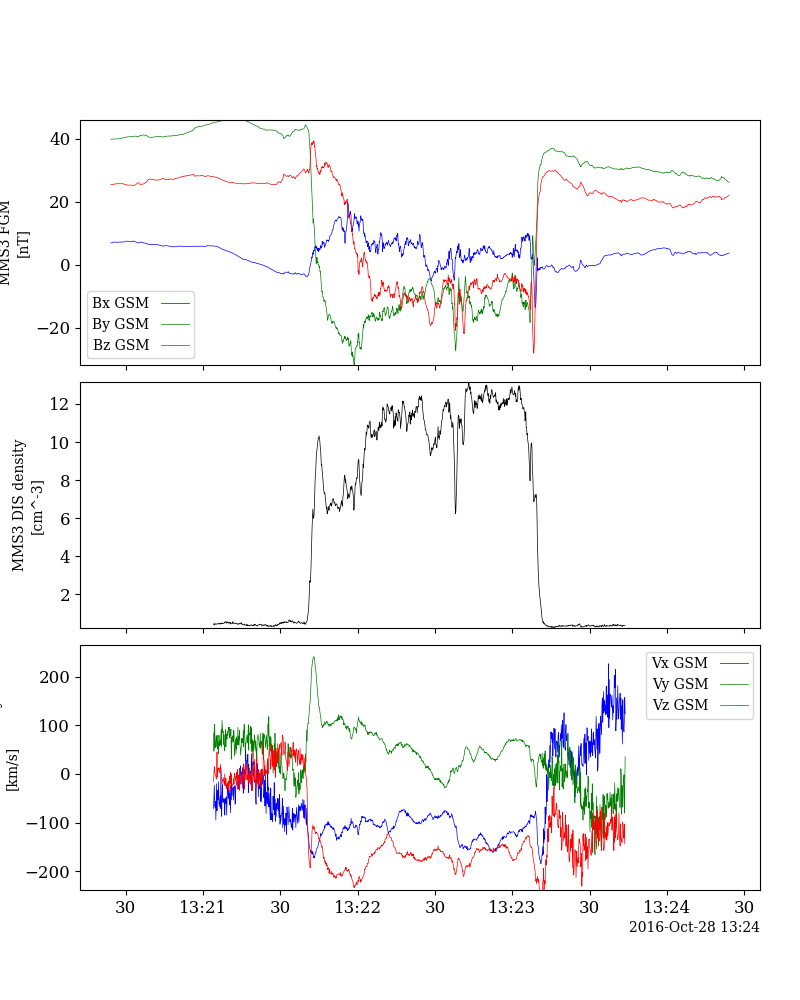 40
20
0
−20
MMS3 FGM
[nT]
Bx GSM
By GSM
Bz GSM
12
10
8
6
4
2
MMS3 DIS density
[cm^-3]
200
100
0
−100
−200
[km/s]
Vx GSM
Vy GSM
Vz GSM
30 13:21 30 13:22 30 13:23 30 13:24 30
2016-Oct-28 13:24